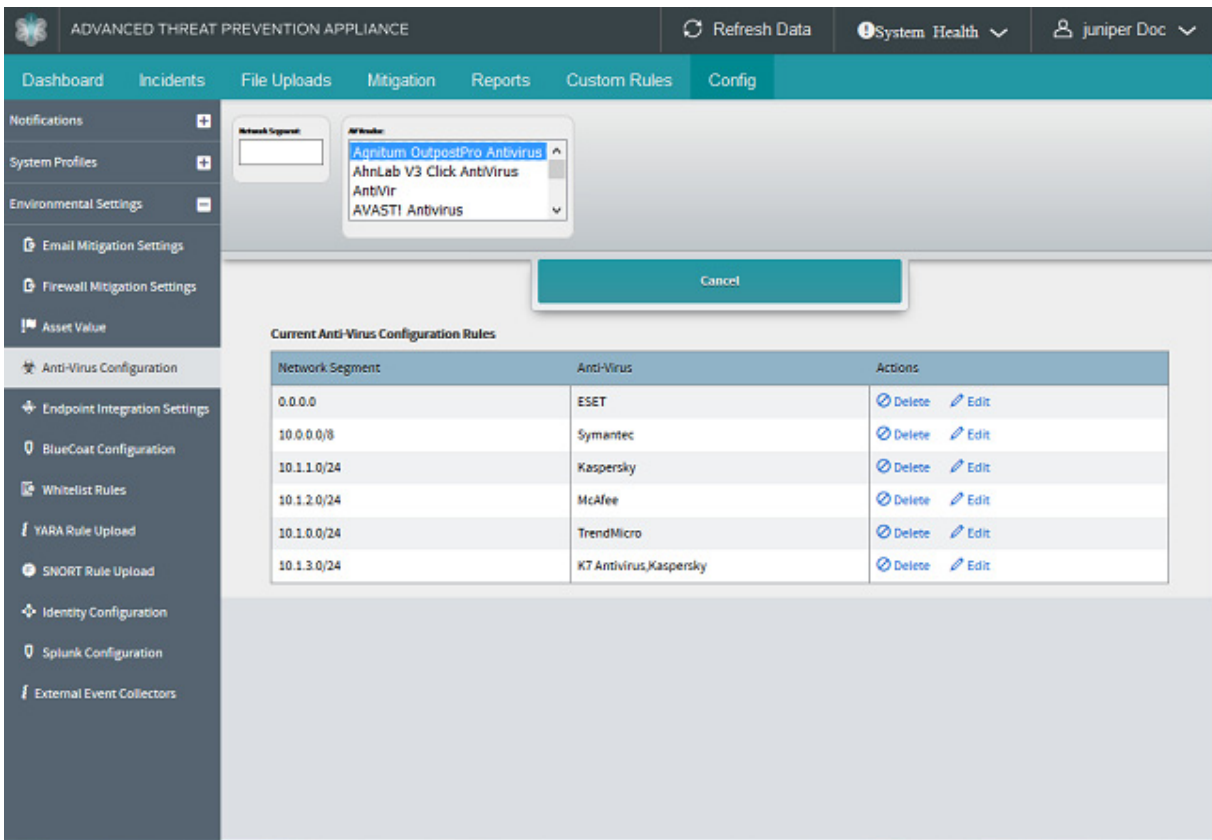 ADVANCED THREAT PREVENTION APPLIANCE
Refresh Data
System Health
juniper Doc
Dashboard Incidents File Uploads Mitigation Reports Custom Rules Config
Notifications
System Profiles
Environmental Settings
Email Mitigation Settings
Firewall Mitigation Settings
Asset Value
Anti-Virus Configuration
Endpoint Integration Settings
BlueCoat Configuration
Whitelist Rules
YARA Rule Upload
SNORT Rule Upload
Identity Configuration
Splunk Configuration
External Event Collectors
Network Segment:
AV Vendor:
Agnitum OutpostPro Antivirus
AhnLab V3 Click AntiVirus
AntiVir
AVAST! Antivirus
Cancel
Current Anti-Virus Configuration Rules
Network Segment Anti-Virus Actions
0.0.0.0 ESET Delete Edit
10.0.0.0/8 Symantec Delete Edit
10.1.1.0/24 Kaspersky Delete Edit
10.1.2.0/24 McAfee Delete Edit
10.1.0.0/24 TrendMicro Delete Edit
10.1.3.0/24 K7 Antivirus,Kaspersky Delete Edit